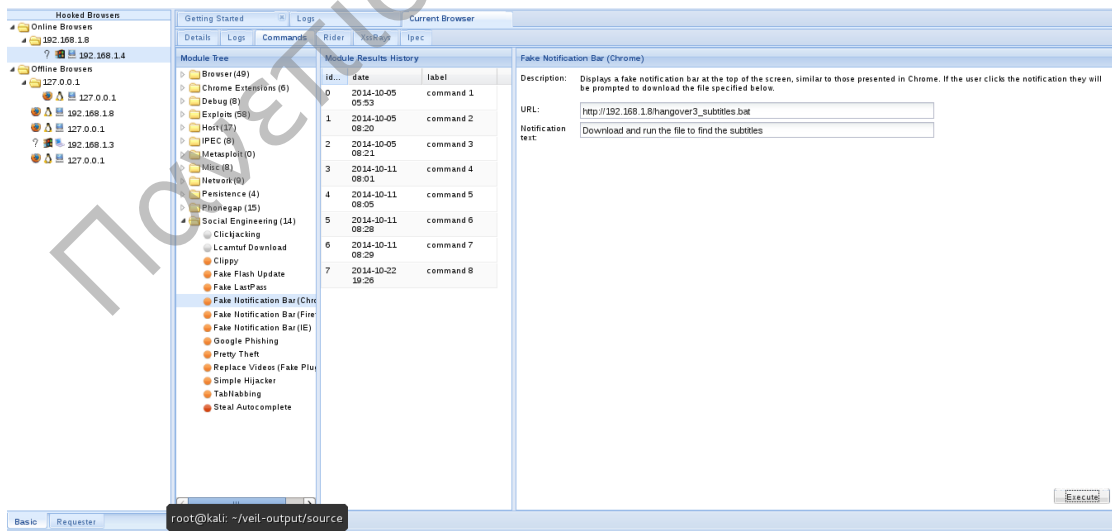 Hooked Browsers
Online Browsers
192.168.1.8
? 192.168.1.4
Offline Browsers
127.0.0.1
127.0.0.1
192.168.1.8
127.0.0.1
? 192.168.1.3
127.0.0.1
Basic
Requester
Getting Started
Logs
Current Browser
Details
Logs
Commands
Rider
XssRays
Ipec
Module Tree
Browser (49)
Chrome Extensions (6)
Debug (8)
Exploits (58)
Host (17)
IPEC (8)
Metasploit (0)
Misc (8)
Network (9)
Persistence (4)
Phonegap (15)
Social Engineering (14)
Clickjacking
Lcamtuf Download
Clippy
Fake Flash Update
Fake LastPass
Fake Notification Bar (Chro
Fake Notification Bar (Firef
Fake Notification Bar (IE)
Google Phishing
Pretty Theft
Replace Videos (Fake Plug
Simple Hijacker
TabNabbing
Steal Autocomplete
Module Results History
id... date label
0 2014-10-05 05:53 command 1
1 2014-10-05 08:20 command 2
2 2014-10-05 08:21 command 3
3 2014-10-11 08:01 command 4
4 2014-10-11 08:05 command 5
5 2014-10-11 08:28 command 6
6 2014-10-11 08:29 command 7
7 2014-10-22 19:26 command 8
Fake Notification Bar (Chrome)
Description: Displays a fake notification bar at the top of the screen, similar to those presented in Chrome. If the user clicks the notification they will
be prompted to download the file specified below.
URL: http://192.168.1.8/hangover3_subtitles.bat
Notification text: Download and run the file to find the subtitles
Execute
root@kali: ~/veil-output/source
Πανεπι